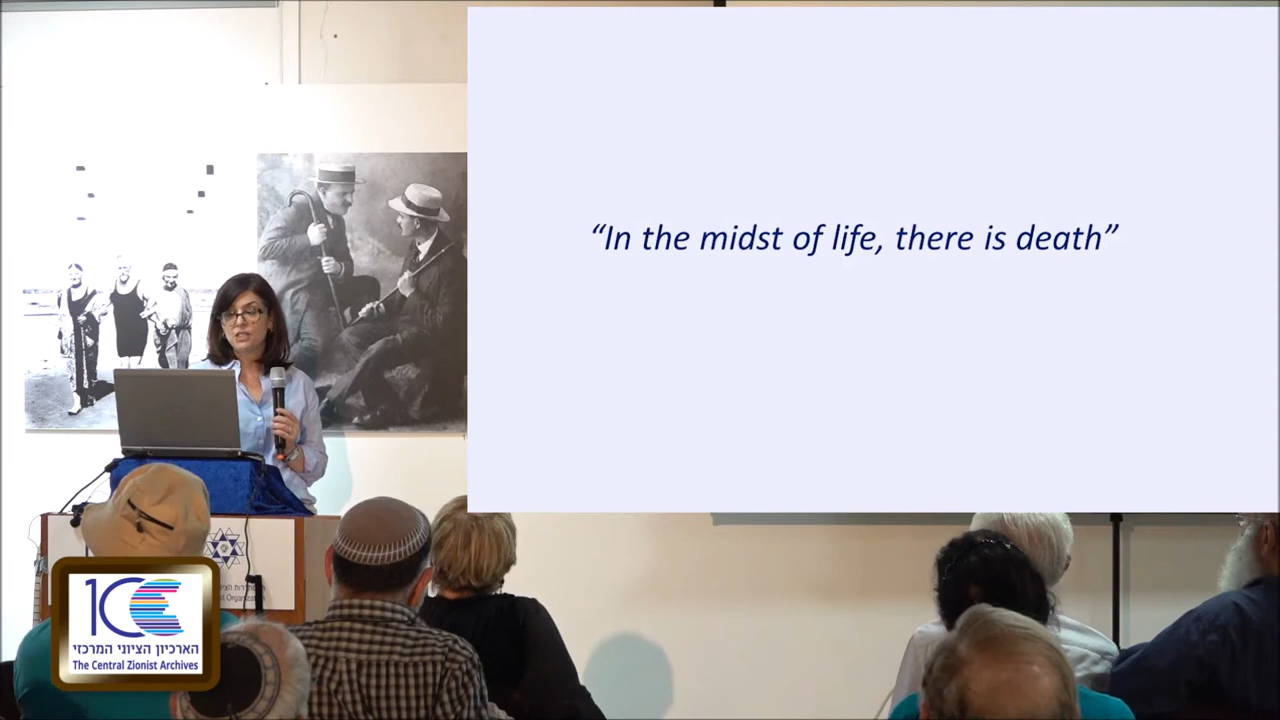 “In the midst of life, there is death”
הארכיון הציוני המרכזי
The Central Zionist Archives